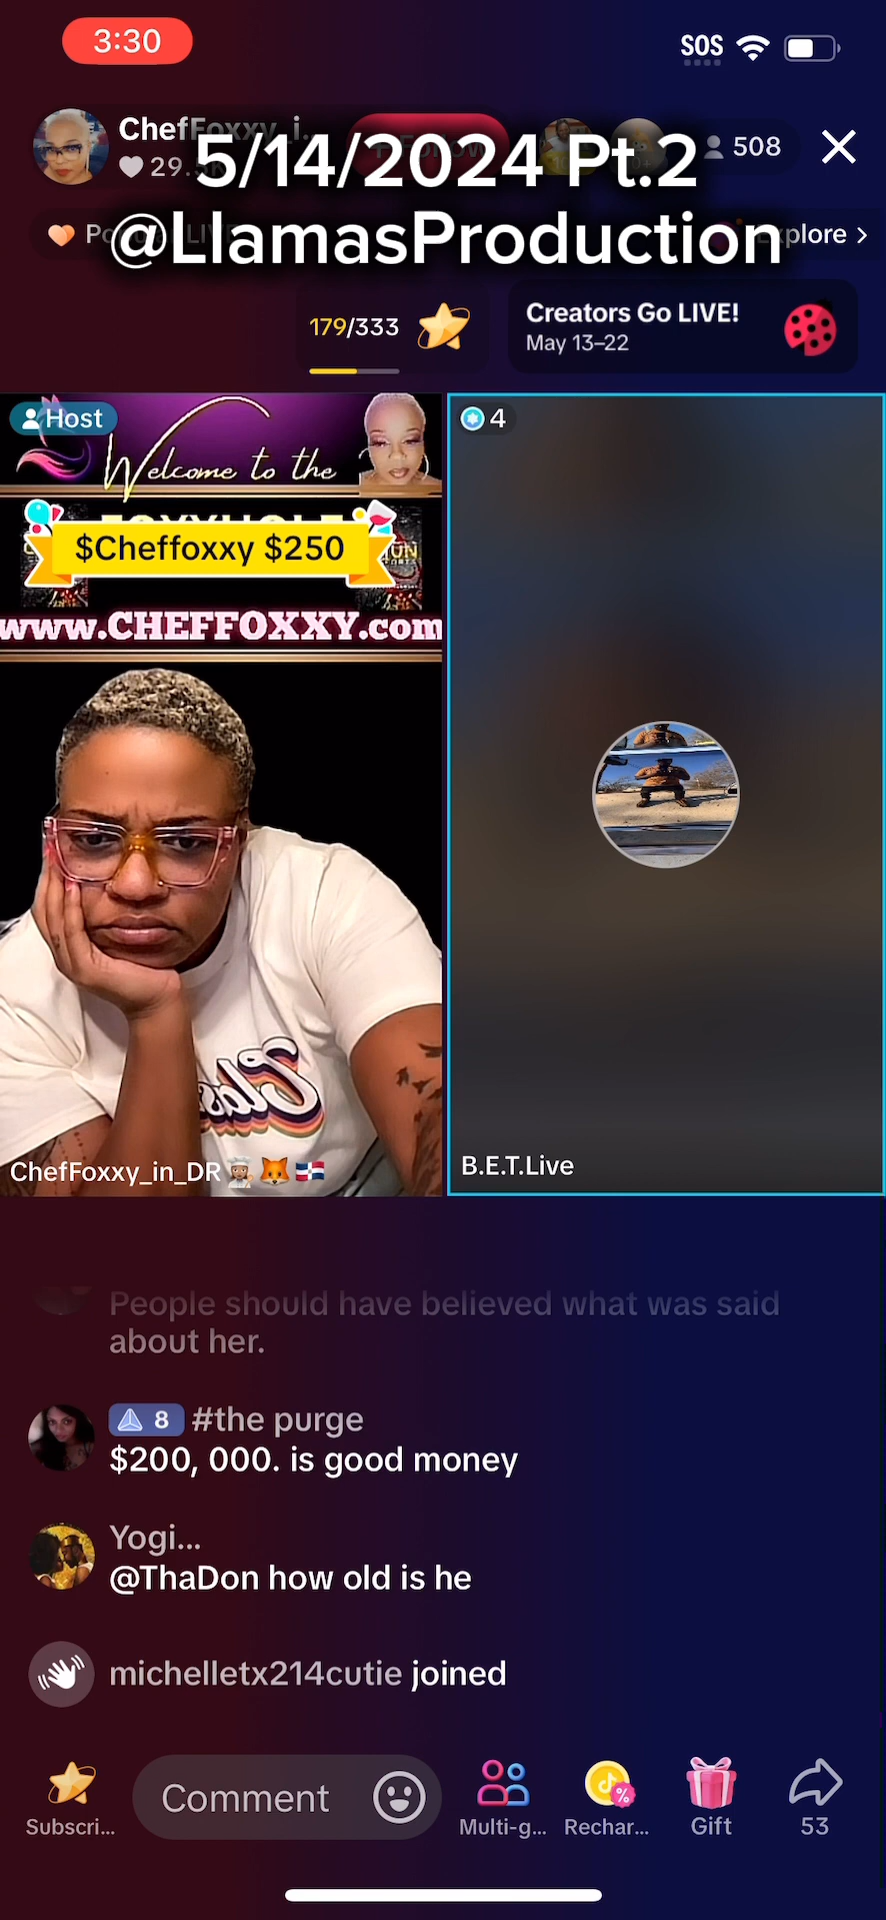 3:30
SOS
ChefFoxxy_i...
508
5/14/2024 Pt.2
@LlamasProduction
Explore >
179/333
Creators Go LIVE!
May 13–22
Host
4
Welcome to the
$Cheffoxxy $250
www.CHEFFOXXY.com
ChefFoxxy_in_DR
B.E.T.Live
People should have believed what was said
about her.
8 #the purge
$200, 000. is good money
Yogi...
@ThaDon how old is he
michelletx214cutie joined
Subscri...
Comment
Multi-g...
Rechar...
Gift
53